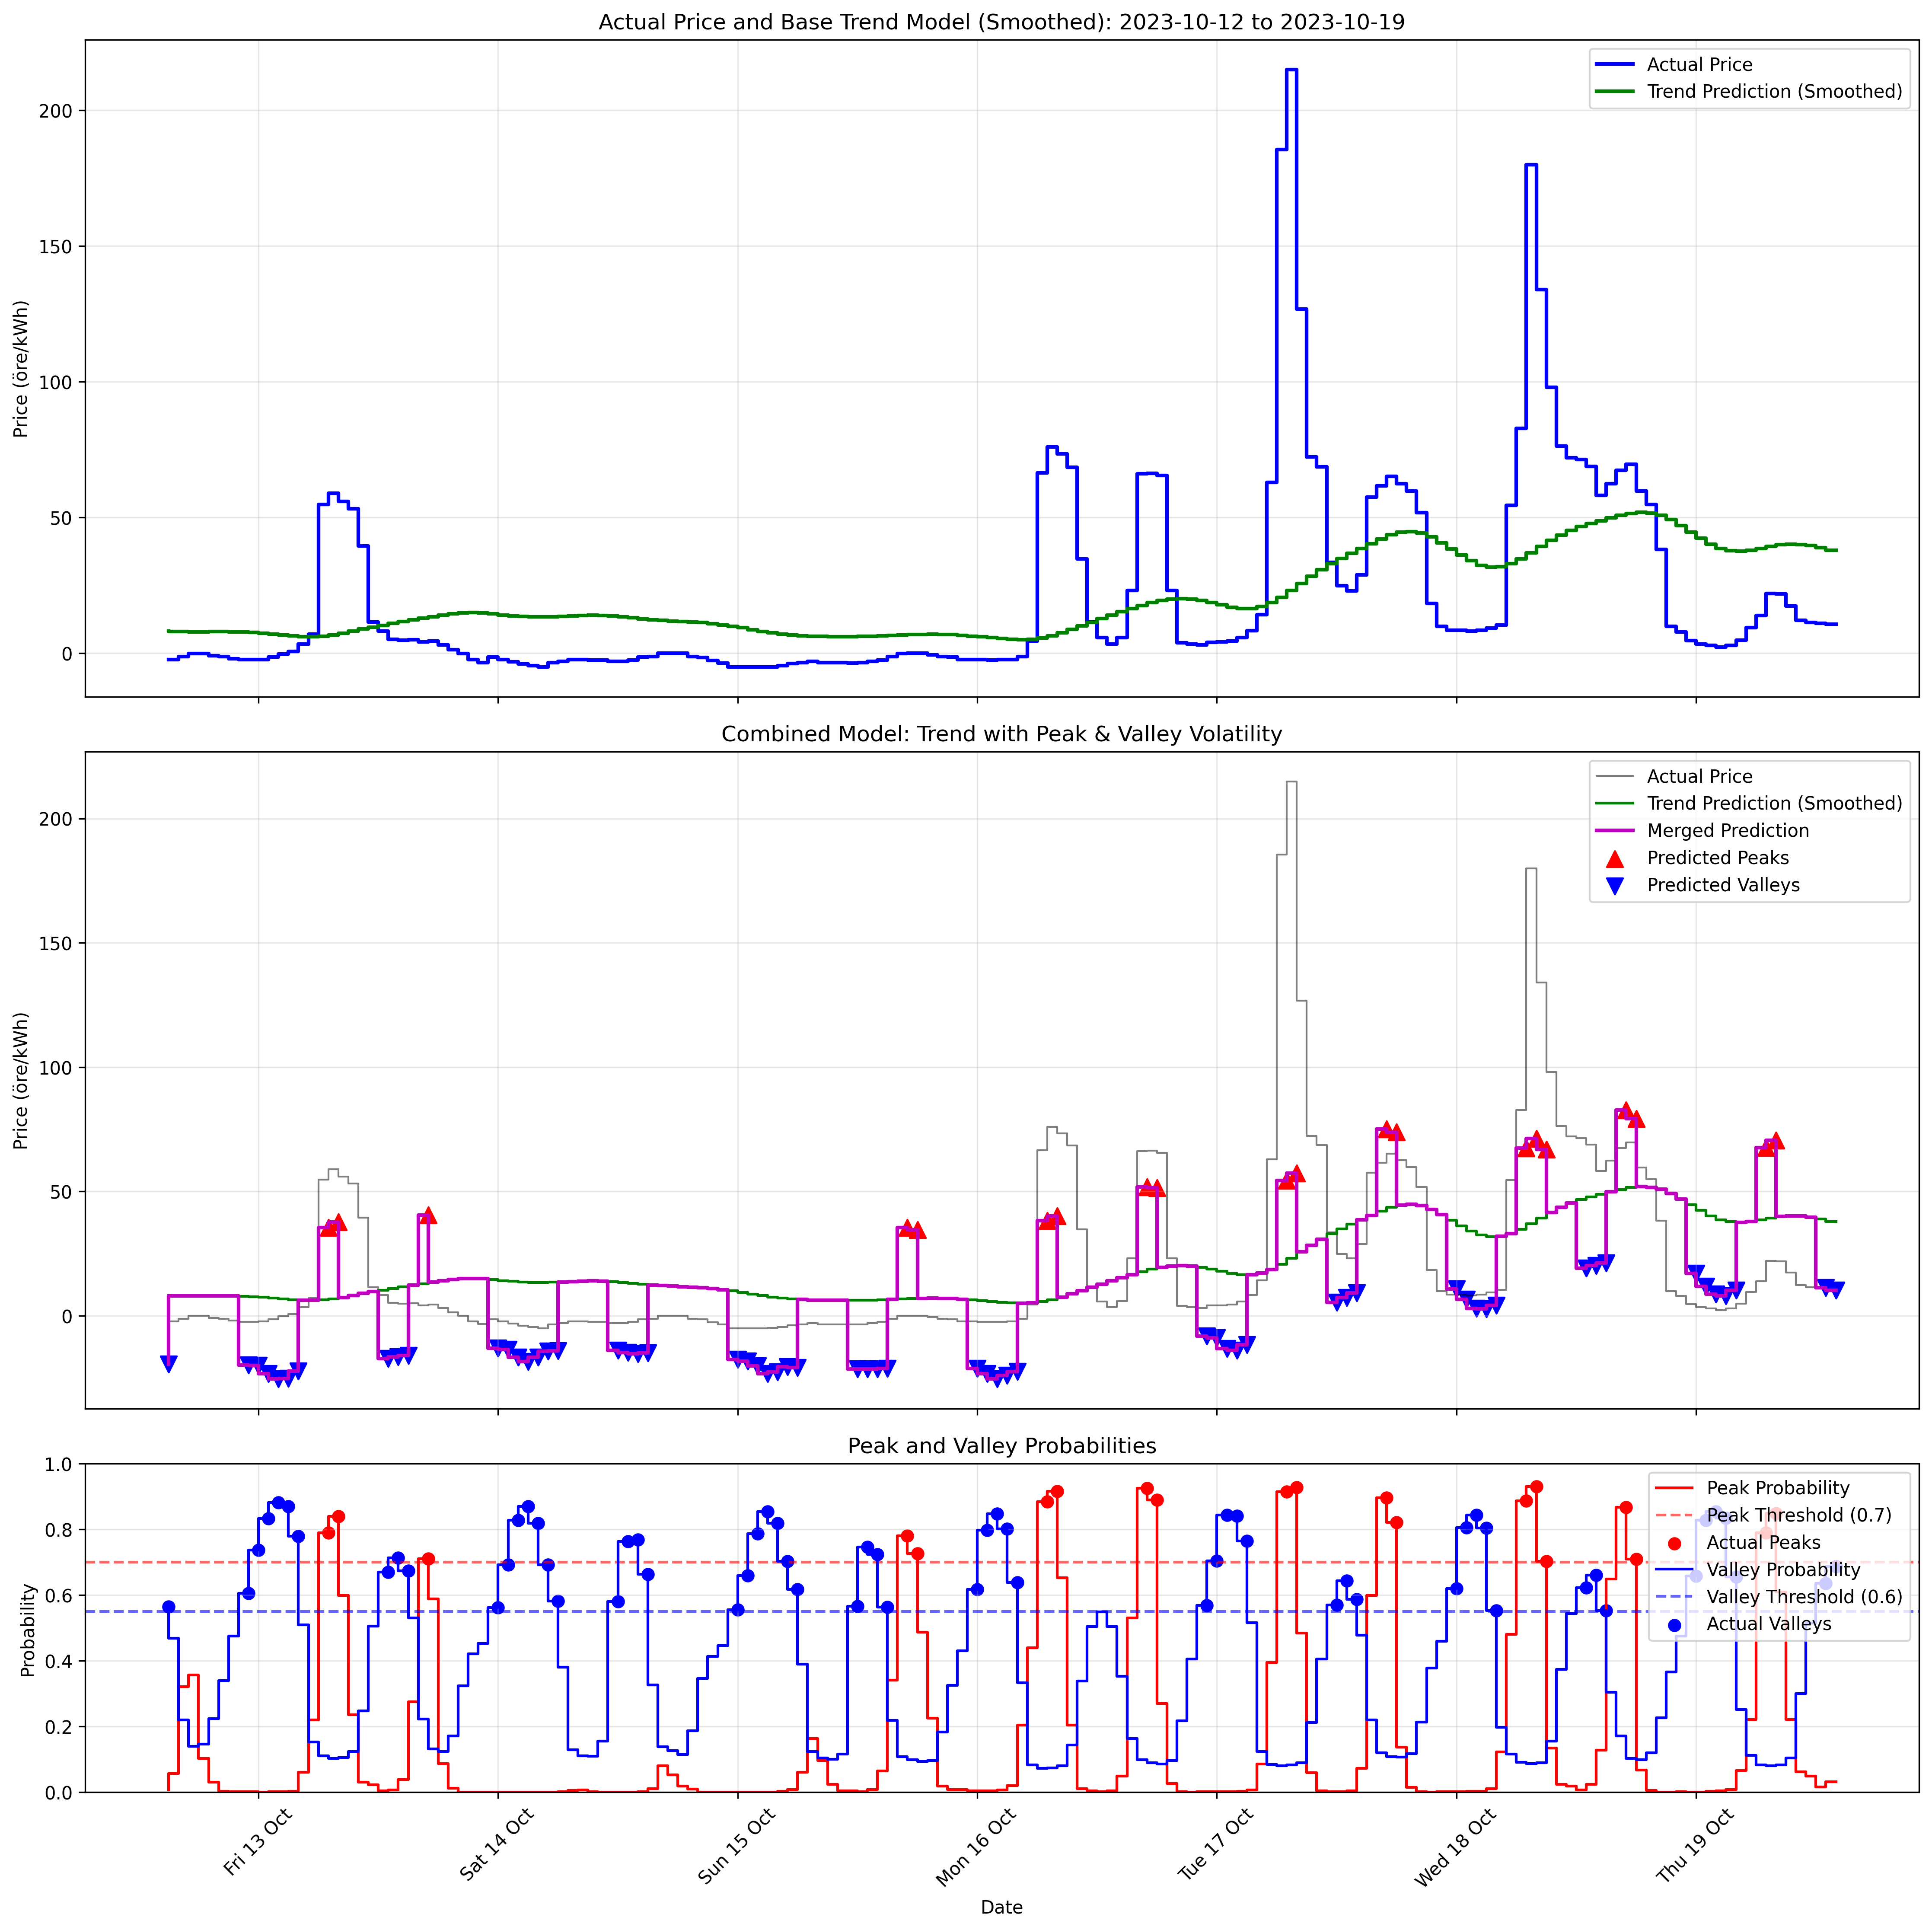 Actual Price and Base Trend Model (Smoothed): 2023-10-12 to 2023-10-19
Price (öre/kWh)
200
150
100
50
0
Actual Price
Trend Prediction (Smoothed)
Combined Model: Trend with Peak & Valley Volatility
Price (öre/kWh)
200
150
100
50
0
Actual Price
Trend Prediction (Smoothed)
Merged Prediction
Predicted Peaks
Predicted Valleys
Peak and Valley Probabilities
Probability
1.0
0.8
0.6
0.4
0.2
0.0
Peak Probability
Peak Threshold (0.7)
Actual Peaks
Valley Probability
Valley Threshold (0.6)
Actual Valleys
Fri 13 Oct
Sat 14 Oct
Sun 15 Oct
Mon 16 Oct
Tue 17 Oct
Wed 18 Oct
Thu 19 Oct
Date